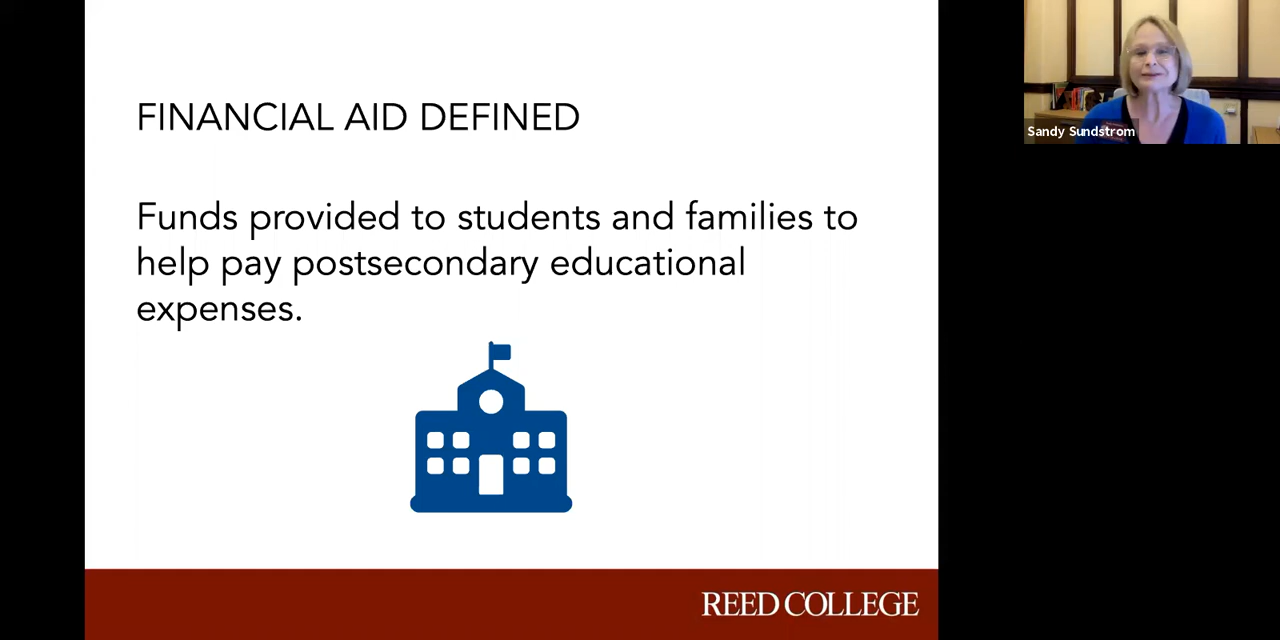 FINANCIAL AID DEFINED
Funds provided to students and families to
help pay postsecondary educational
expenses.
REED COLLEGE
Sandy Sundstrom